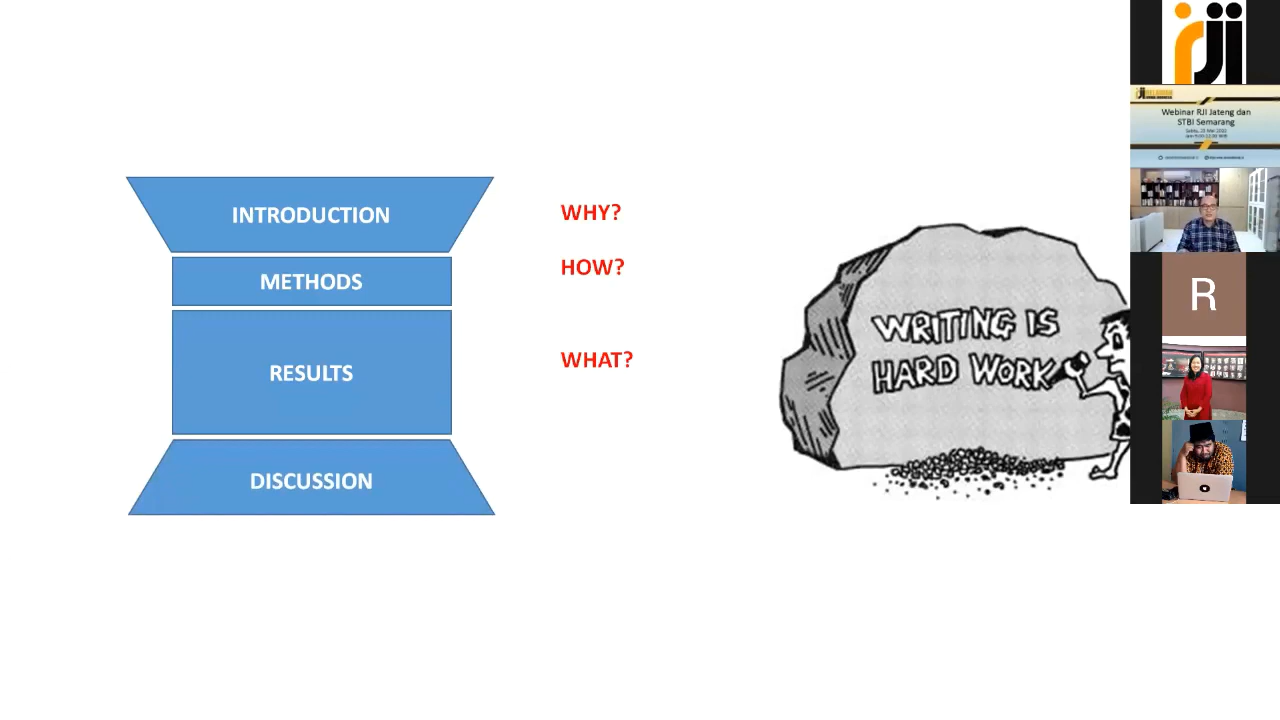 INTRODUCTION
WHY?
METHODS
HOW?
RESULTS
WHAT?
DISCUSSION
WRITING IS
HARD WORK
rji
Webinar RJI Jateng dan
STBI Semarang
R